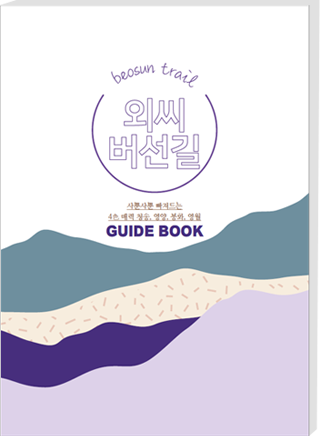 beosun trail
외씨
버선길
사뿐사뿐 빠져드는
4색 매력 청송, 영양, 봉화, 영월
GUIDE BOOK